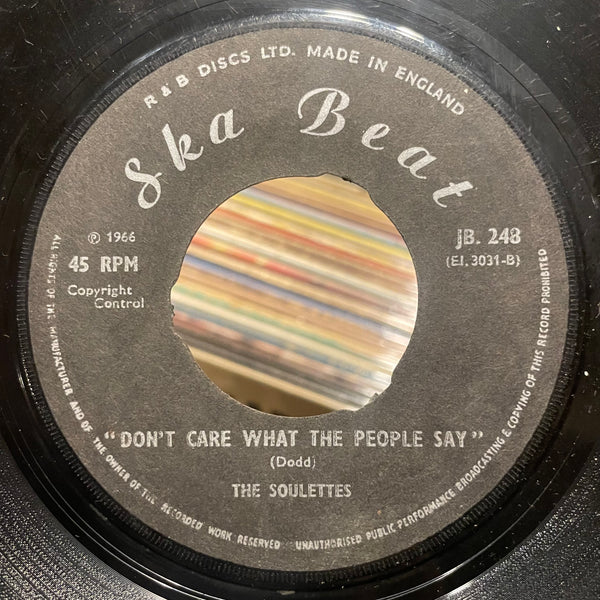 R & B DISCS LTD. MADE IN ENGLAND
Ska Beat
℗ 1966
45 RPM
Copyright
Control
JB. 248
(EI. 3031-B)
"DON'T CARE WHAT THE PEOPLE SAY"
(Dodd)
THE SOULETTES
ALL RIGHTS OF THE MANUFACTURER AND OF THE OWNER OF THE RECORDED WORK RESERVED UNAUTHORISED PUBLIC PERFORMANCE BROADCASTING & COPYING OF THIS RECORD PROHIBITED